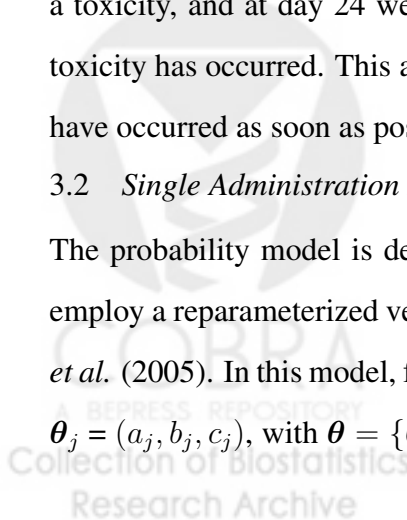 a toxicity, and at day 24 we
toxicity has occurred. This a
have occurred as soon as pos
3.2 Single Administration
The probability model is de
employ a reparameterized ve
COBRA
et al. (2005). In this model, f
A BEPRESS REPOSITORY
θ_j = (a_j, b_j, c_j), with θ = {
Collection of Biostatistics
Research Archive